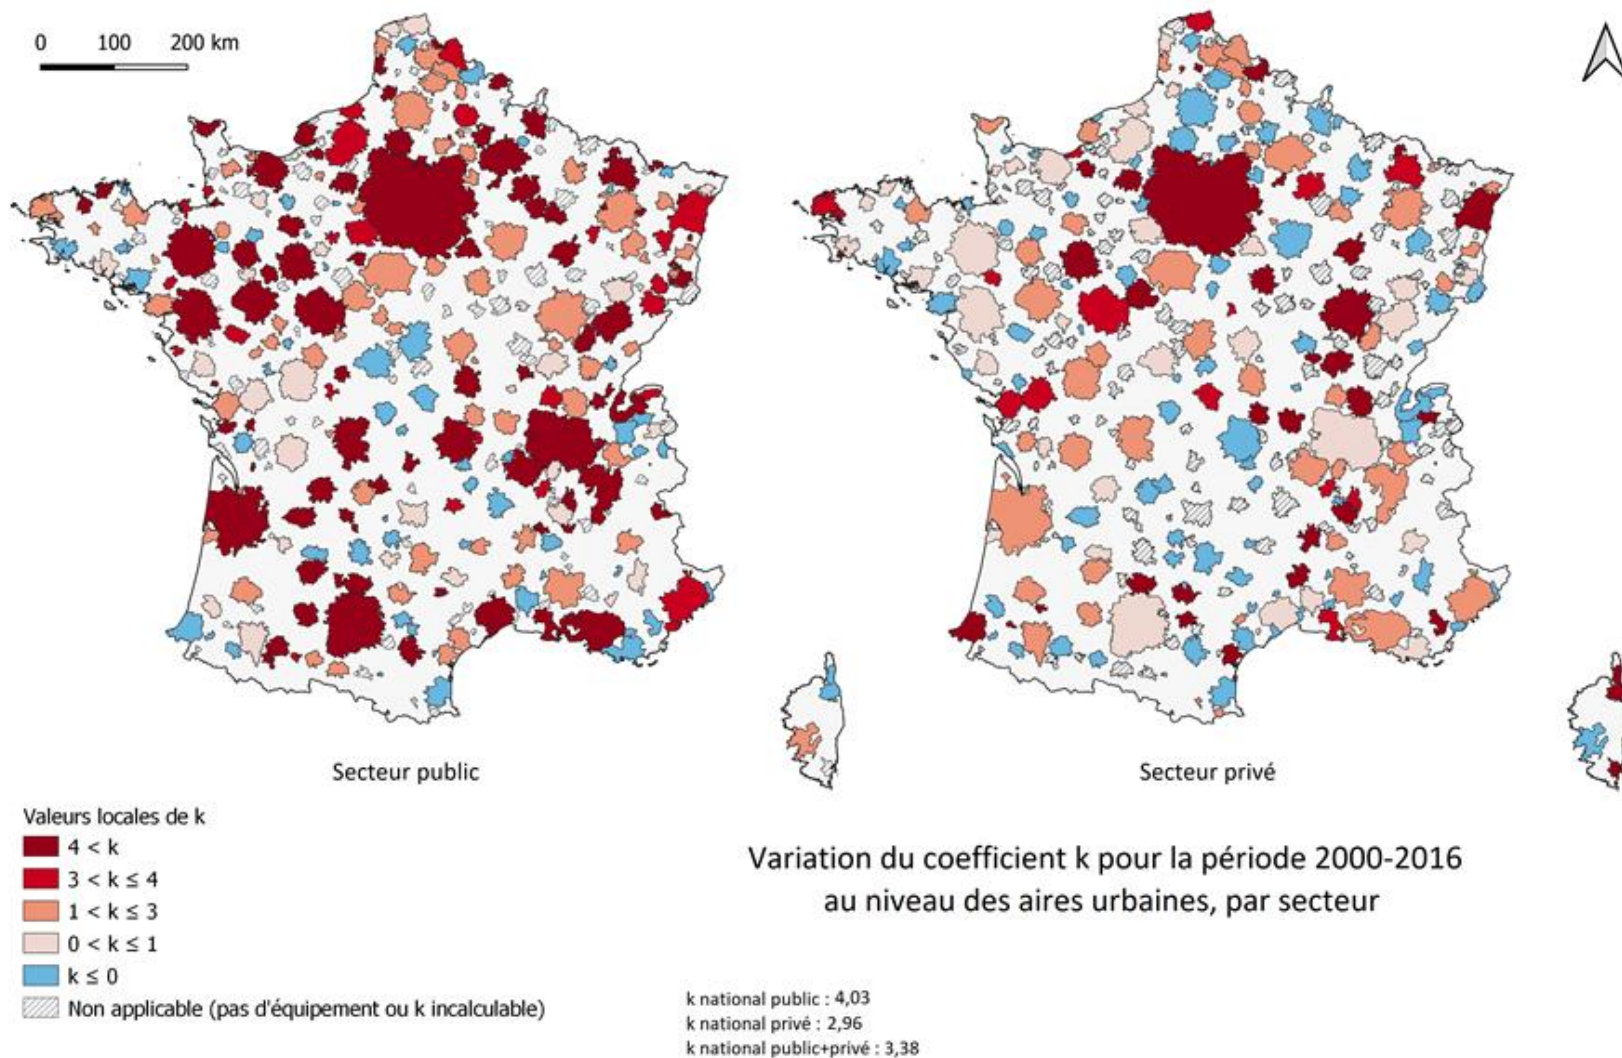 0 100 200 km
Secteur public
Secteur privé
Valeurs locales de k
4 < k
3 < k ≤ 4
1 < k ≤ 3
0 < k ≤ 1
k ≤ 0
Non applicable (pas d'équipement ou k incalculable)
Variation du coefficient k pour la période 2000-2016
au niveau des aires urbaines, par secteur
k national public : 4,03
k national privé : 2,96
k national public+privé : 3,38